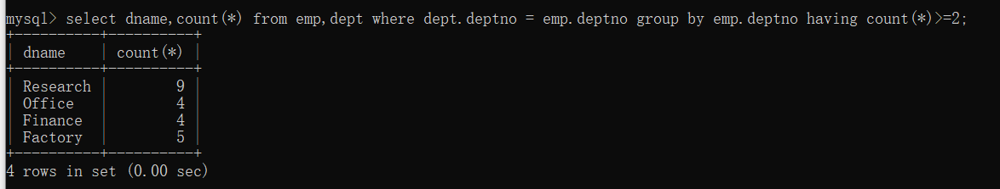 mysql> select dname,count(*) from emp,dept where dept.deptno = emp.deptno group by emp.deptno having count(*)>=2;
+----------+----------+
| dname    | count(*) |
+----------+----------+
| Research |        9 |
| Office   |        4 |
| Finance  |        4 |
| Factory  |        5 |
+----------+----------+
4 rows in set (0.00 sec)